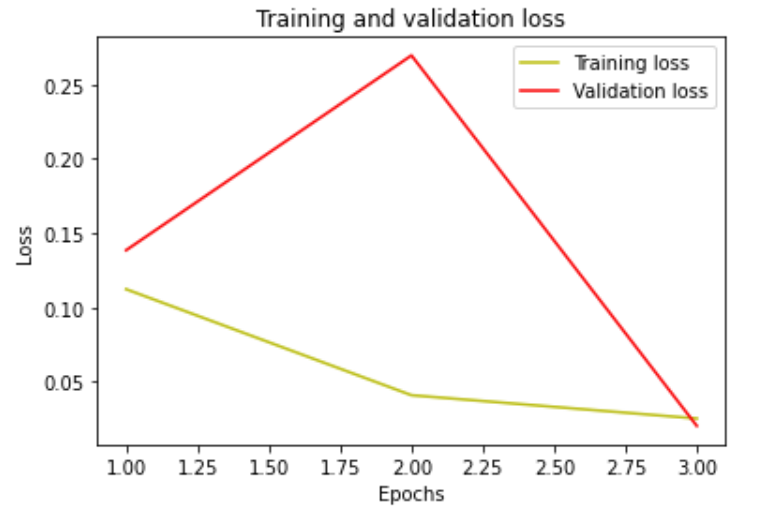 Training and validation loss
Training loss
Validation loss
0.25
0.20
0.15
0.10
0.05
Loss
1.00 1.25 1.50 1.75 2.00 2.25 2.50 2.75 3.00
Epochs